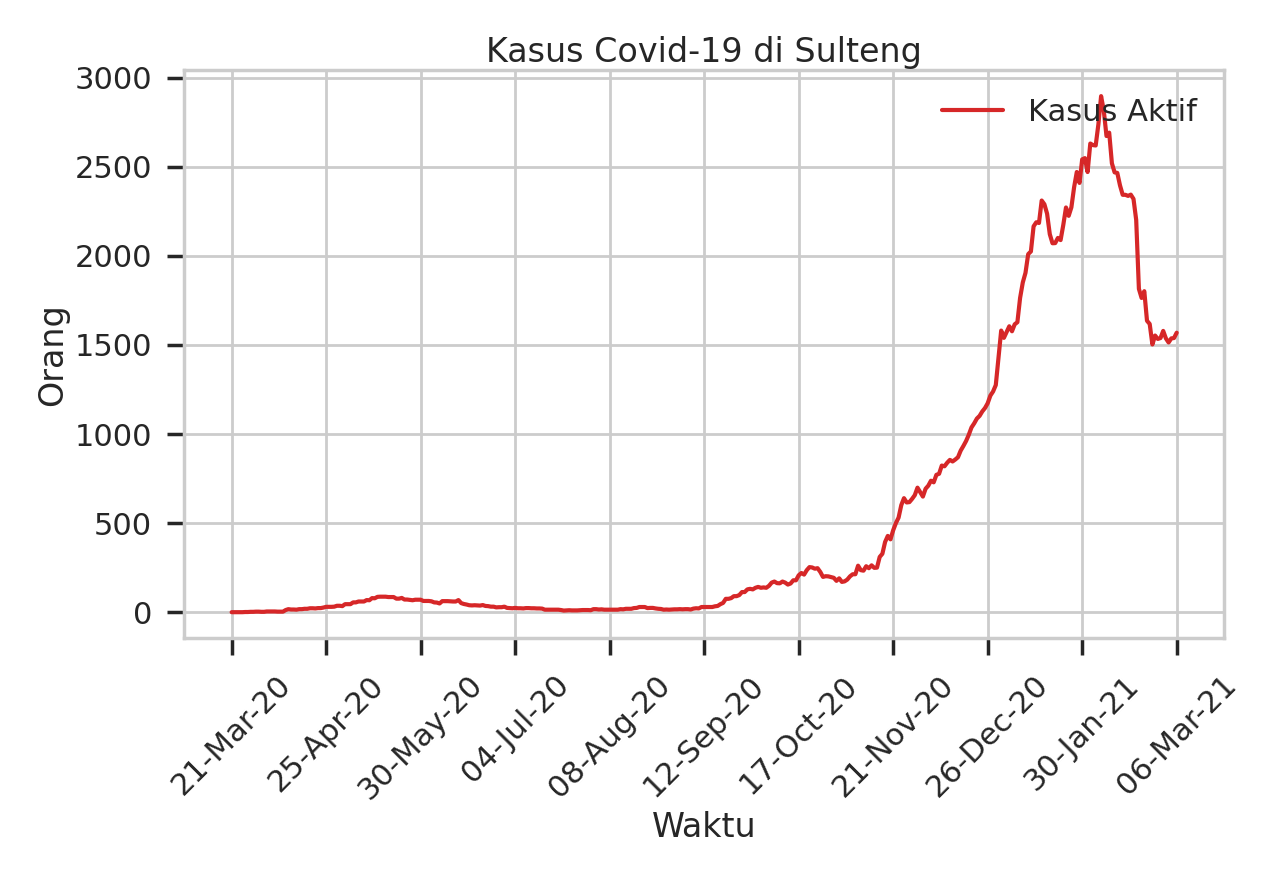 Kasus Covid-19 di Sulteng
Kasus Aktif
3000
2500
2000
1500
1000
500
0
Orang
21-Mar-20
25-Apr-20
30-May-20
04-Jul-20
08-Aug-20
12-Sep-20
17-Oct-20
21-Nov-20
26-Dec-20
30-Jan-21
06-Mar-21
Waktu